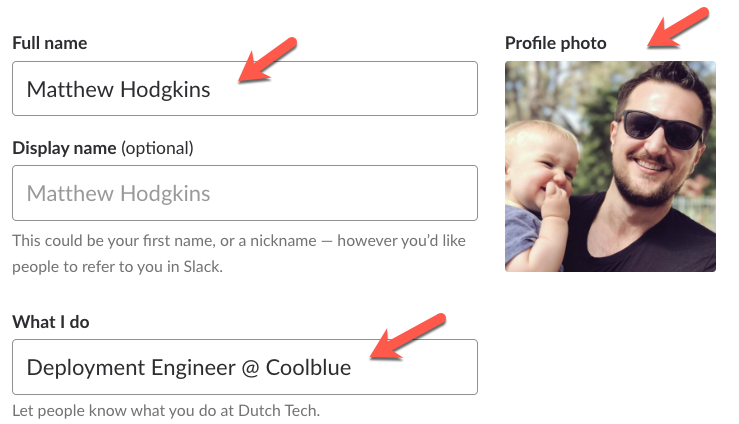 Full name
Matthew Hodgkins
Display name (optional)
Matthew Hodgkins
This could be your first name, or a nickname — however you'd like
people to refer to you in Slack.
What I do
Deployment Engineer @ Coolblue
Let people know what you do at Dutch Tech.
Profile photo